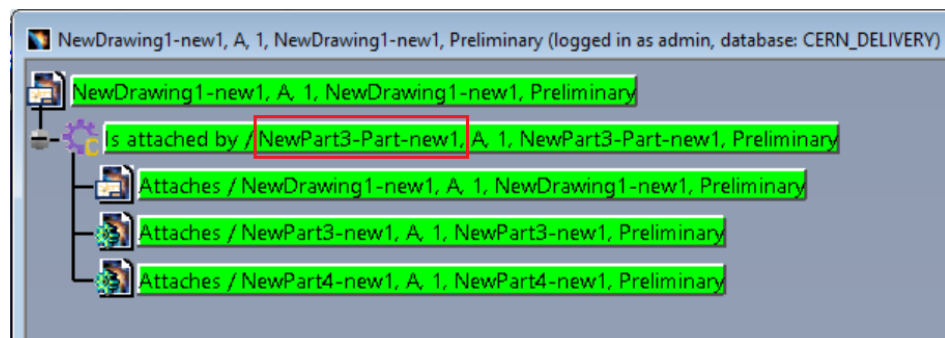 NewDrawing1-new1, A, 1, NewDrawing1-new1, Preliminary (logged in as admin, database: CERN_DELIVERY)
NewDrawing1-new1, A, 1, NewDrawing1-new1, Preliminary
Is attached by / NewPart3-Part-new1, A, 1, NewPart3-Part-new1, Preliminary
Attaches / NewDrawing1-new1, A, 1, NewDrawing1-new1, Preliminary
Attaches / NewPart3-new1, A, 1, NewPart3-new1, Preliminary
Attaches / NewPart4-new1, A, 1, NewPart4-new1, Preliminary